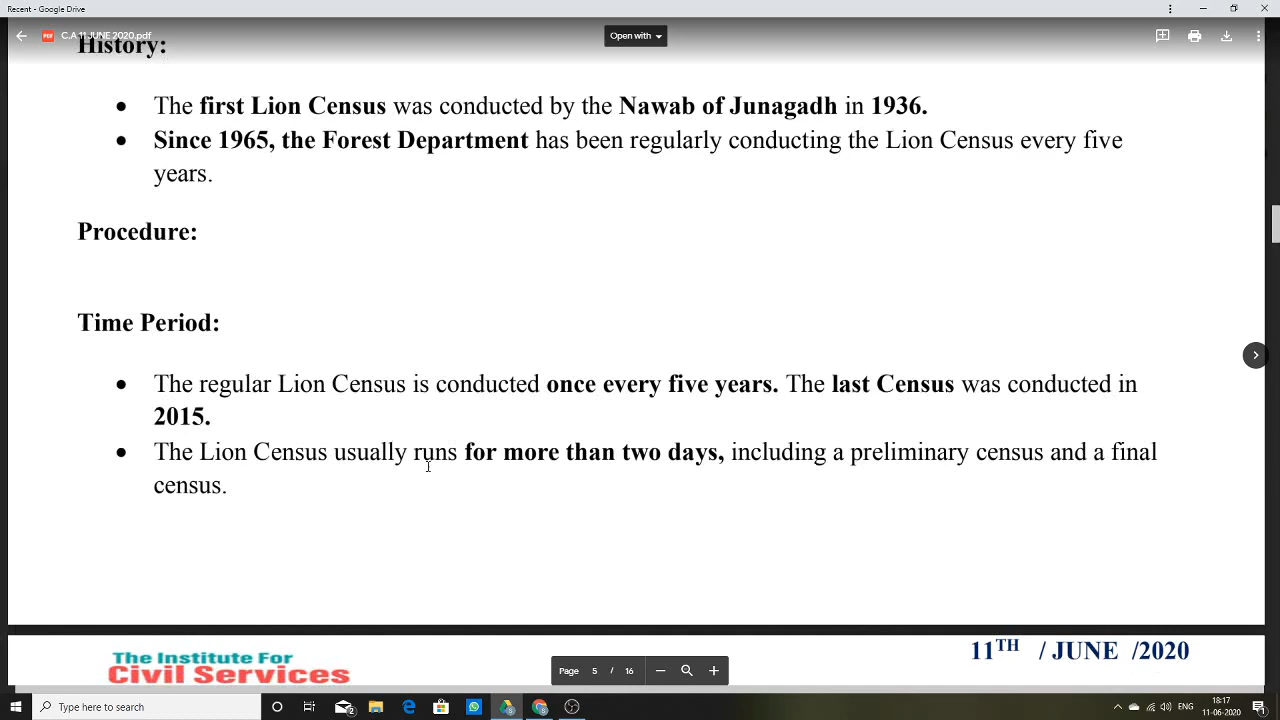 Recent - Google Drive
C.A 11 JUNE 2020.pdf
Open with
History:
The first Lion Census was conducted by the Nawab of Junagadh in 1936.
Since 1965, the Forest Department has been regularly conducting the Lion Census every five
years.
Procedure:
Time Period:
The regular Lion Census is conducted once every five years. The last Census was conducted in
2015.
The Lion Census usually runs for more than two days, including a preliminary census and a final
census.
The Institute For
Civil Services
11TH / JUNE /2020
Page 5 / 16
Type here to search
ENG
18:17
11-06-2020